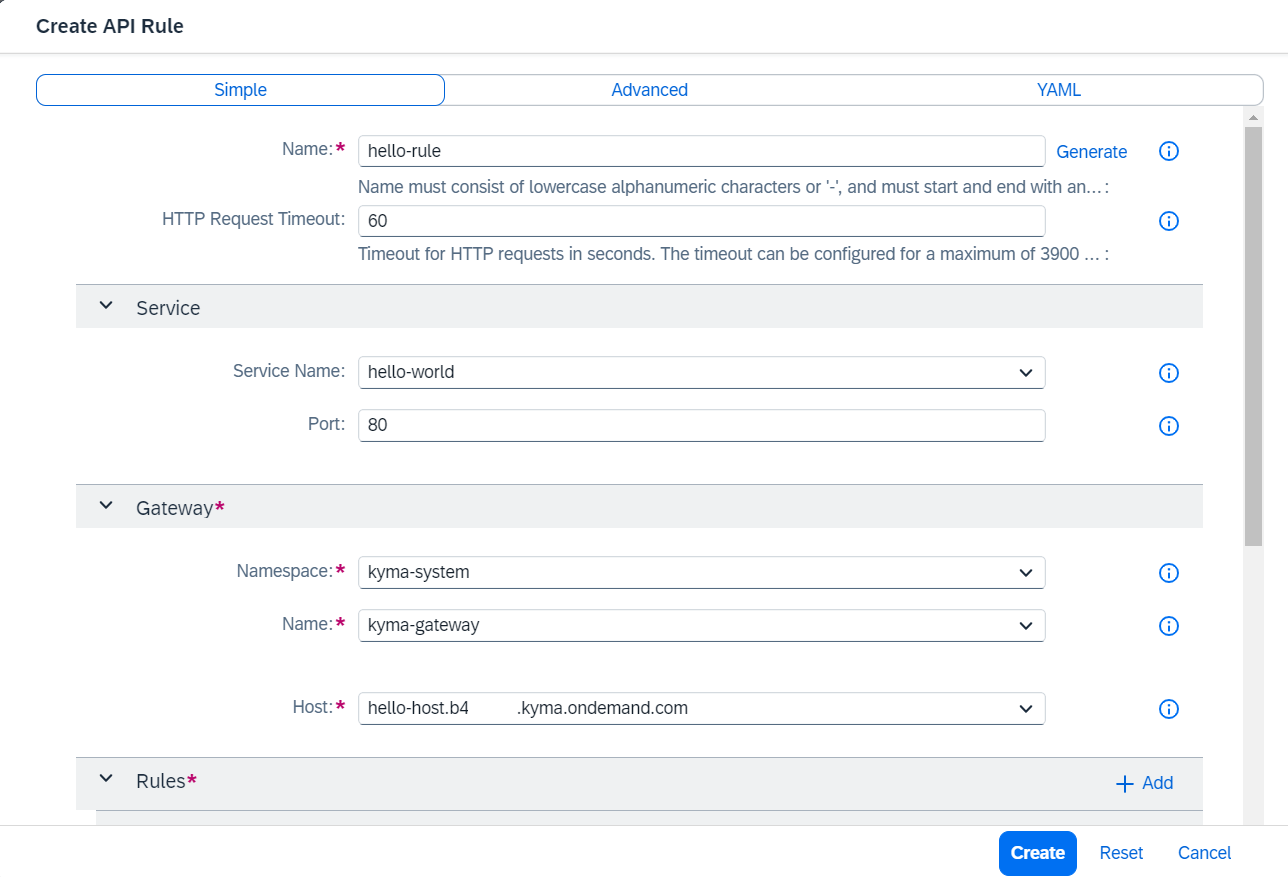 Create API Rule
Simple Advanced YAML
Name:* hello-rule Generate
Name must consist of lowercase alphanumeric characters or '-', and must start and end with an... :
HTTP Request Timeout: 60
Timeout for HTTP requests in seconds. The timeout can be configured for a maximum of 3900 ... :
Service
Service Name: hello-world
Port: 80
Gateway*
Namespace:* kyma-system
Name:* kyma-gateway
Host:* hello-host.b4 .kyma.ondemand.com
Rules* + Add
Create Reset Cancel